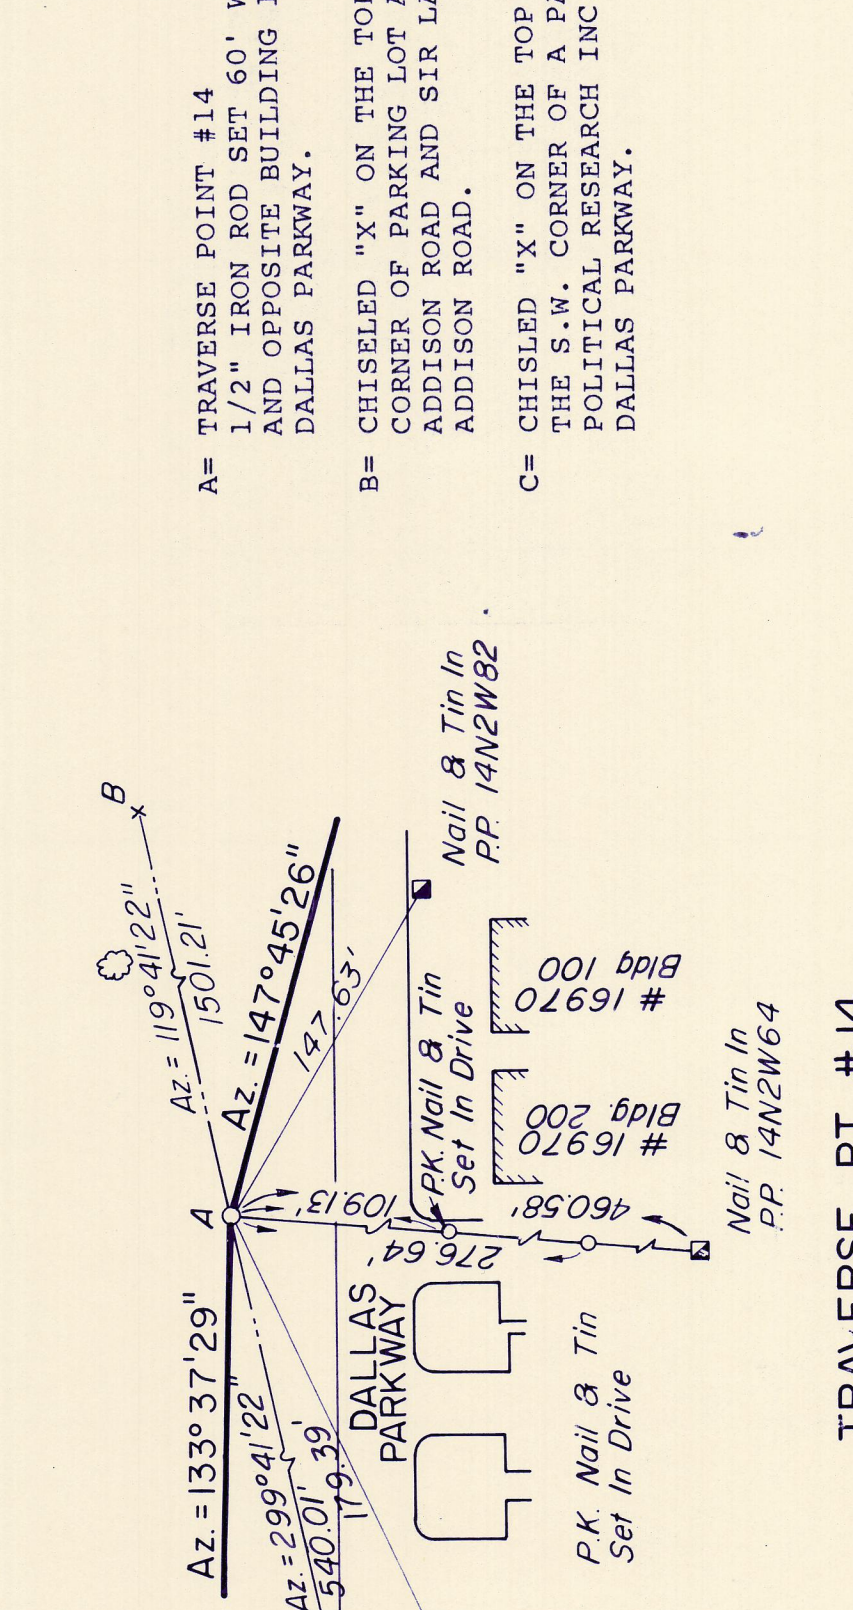 A= TRAVERSE POINT #14
1/2" IRON ROD SET 60'
AND OPPOSITE BUILDING
DALLAS PARKWAY.
B= CHISELED "X" ON THE
CORNER OF PARKING LOT
ADDISON ROAD AND SIR
ADDISON ROAD.
C= CHISLED "X" ON THE TOP
THE S.W. CORNER OF A
POLITICAL RESEARCH INC
DALLAS PARKWAY.
B
Az. = 119°41'22"
1501.21'
Az. = 147°45'26"
147.63'
Nail & Tin In
P.P. 14N2W82
A
109.13'
P.K. Nail & Tin
Set In Drive
# 16970
Bldg 100
# 16970
Bldg. 200
276.64'
460.58'
Nail & Tin In
P.P. 14N2W64
Az. = 133°37'29"
Az. = 299°41'22"
540.01'
179.39'
DALLAS
PARKWAY
P.K. Nail & Tin
Set In Drive
TRAVERSE PT. #14